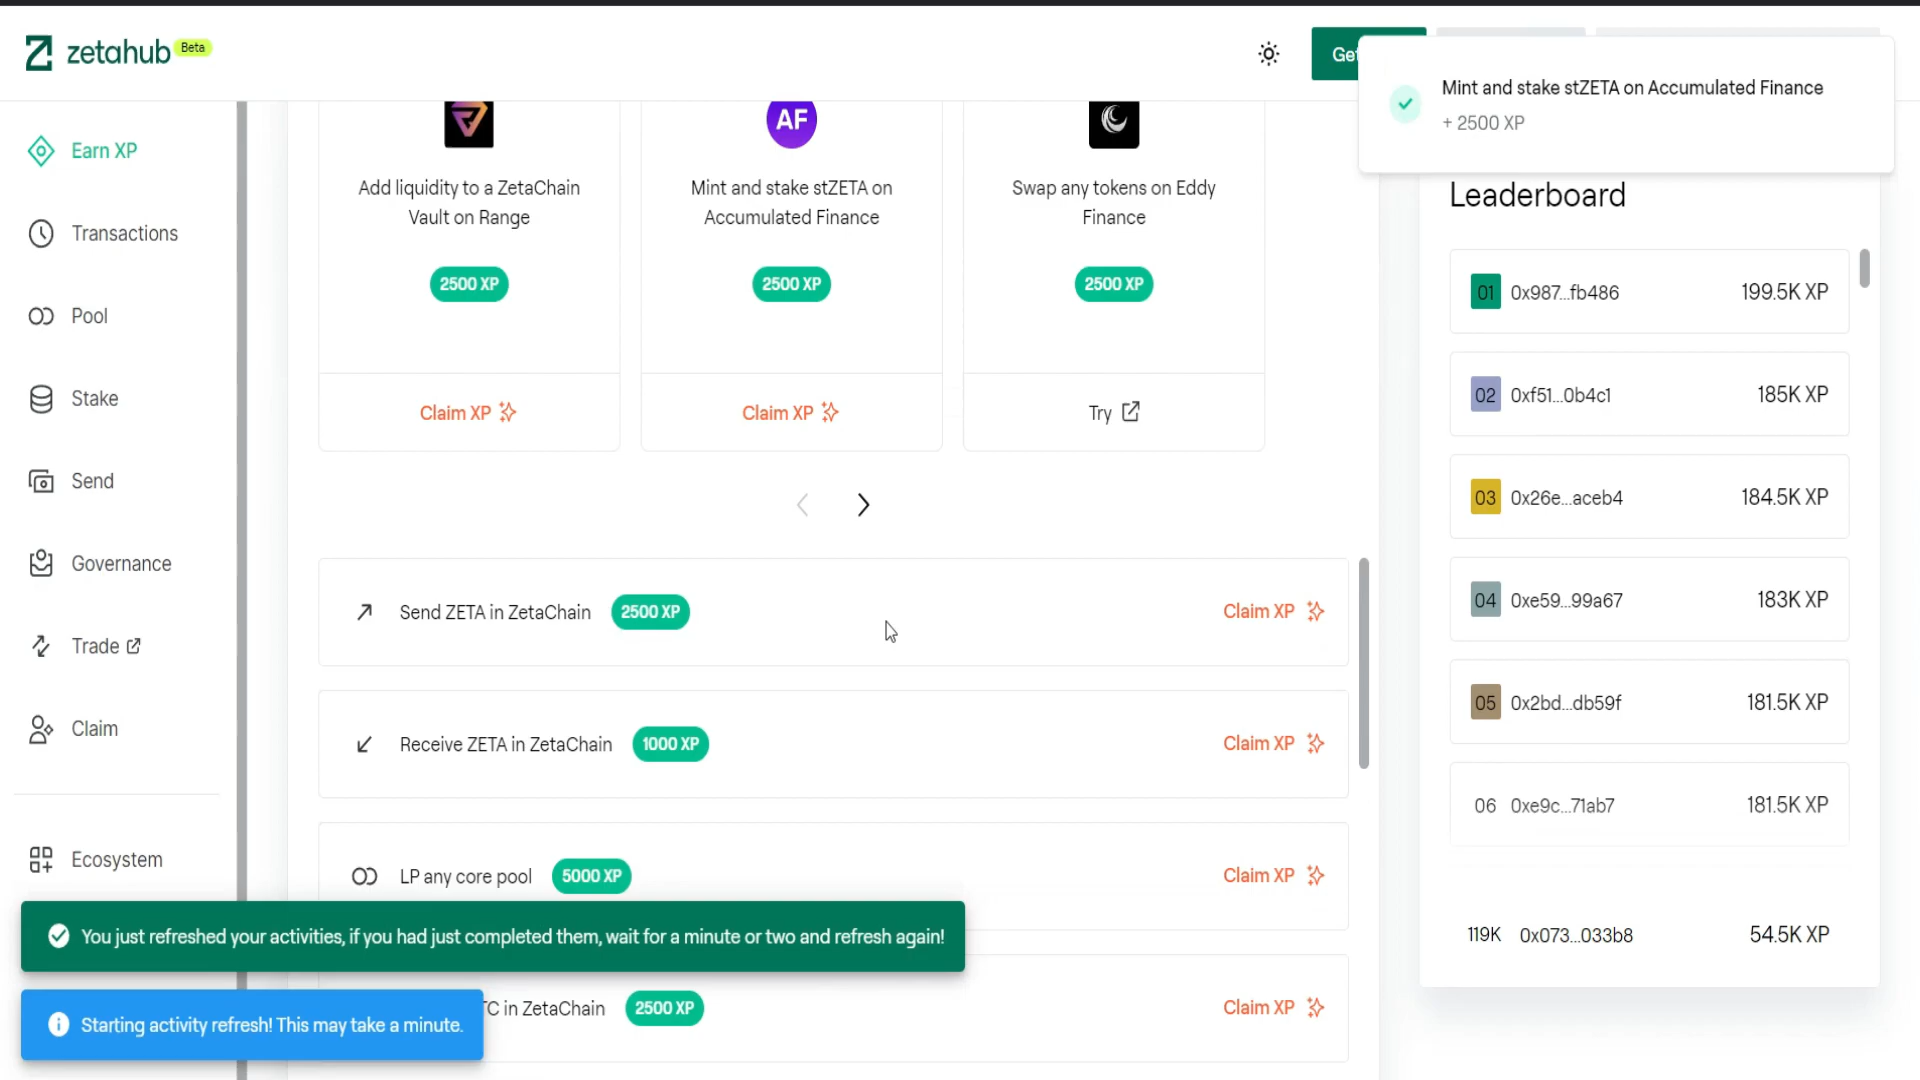 zetahub Beta
Get
Mint and stake stZETA on Accumulated Finance
+ 2500 XP
Earn XP
Transactions
Pool
Stake
Send
Governance
Trade
Claim
Ecosystem
Add liquidity to a ZetaChain
Vault on Range
2500 XP
Claim XP
AF
Mint and stake stZETA on
Accumulated Finance
2500 XP
Claim XP
Swap any tokens on Eddy
Finance
2500 XP
Try
Send ZETA in ZetaChain 2500 XP Claim XP
Receive ZETA in ZetaChain 1000 XP Claim XP
LP any core pool 5000 XP Claim XP
TC in ZetaChain 2500 XP Claim XP
Leaderboard
01 0x987...fb486 199.5K XP
02 0xf51...0b4c1 185K XP
03 0x26e...aceb4 184.5K XP
04 0xe59...99a67 183K XP
05 0x2bd...db59f 181.5K XP
06 0xe9c...71ab7 181.5K XP
119K 0x073...033b8 54.5K XP
You just refreshed your activities, if you had just completed them, wait for a minute or two and refresh again!
Starting activity refresh! This may take a minute.